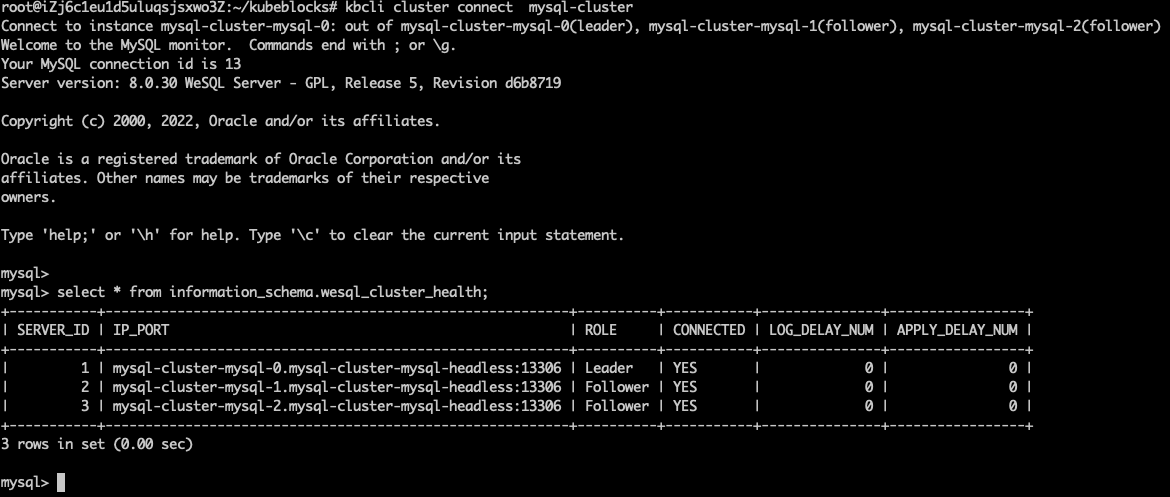 root@iZj6c1eu1d5uluqsjsxwo3Z:~/kubeblocks# kbcli cluster connect  mysql-cluster
Connect to instance mysql-cluster-mysql-0: out of mysql-cluster-mysql-0(leader), mysql-cluster-mysql-1(follower), mysql-cluster-mysql-2(follower)
Welcome to the MySQL monitor.  Commands end with ; or \g.
Your MySQL connection id is 13
Server version: 8.0.30 WeSQL Server - GPL, Release 5, Revision d6b8719

Copyright (c) 2000, 2022, Oracle and/or its affiliates.

Oracle is a registered trademark of Oracle Corporation and/or its
affiliates. Other names may be trademarks of their respective
owners.

Type 'help;' or '\h' for help. Type '\c' to clear the current input statement.

mysql>
mysql> select * from information_schema.wesql_cluster_health;
+-----------+---------------------------------------------------+----------+-----------+---------------+-----------------+
| SERVER_ID | IP_PORT                                           | ROLE     | CONNECTED | LOG_DELAY_NUM | APPLY_DELAY_NUM |
+-----------+---------------------------------------------------+----------+-----------+---------------+-----------------+
|         1 | mysql-cluster-mysql-0.mysql-cluster-mysql-headless:13306 | Leader   | YES       |             0 |               0 |
|         2 | mysql-cluster-mysql-1.mysql-cluster-mysql-headless:13306 | Follower | YES       |             0 |               0 |
|         3 | mysql-cluster-mysql-2.mysql-cluster-mysql-headless:13306 | Follower | YES       |             0 |               0 |
+-----------+---------------------------------------------------+----------+-----------+---------------+-----------------+
3 rows in set (0.00 sec)

mysql>